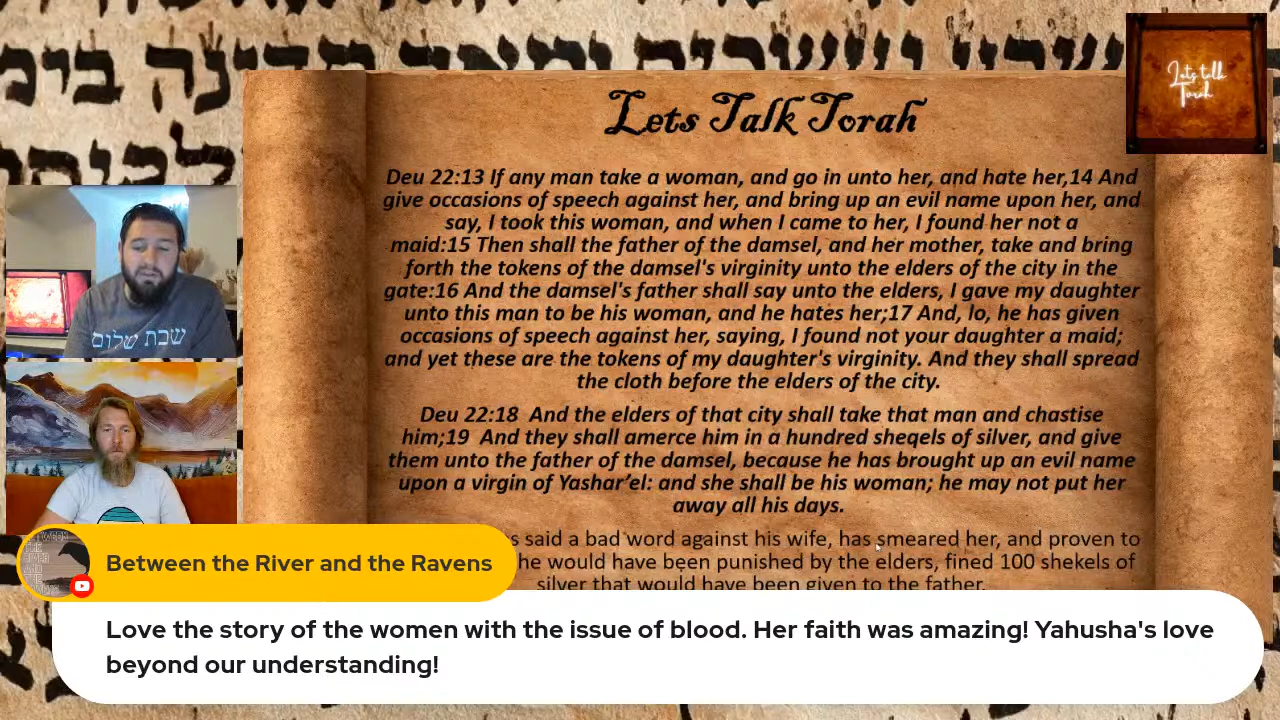 מדינה בימ
Lets talk
Torah
Lets Talk Torah
Deu 22:13 If any man take a woman, and go in unto her, and hate her,14 And
give occasions of speech against her, and bring up an evil name upon her, and
say, I took this woman, and when I came to her, I found her not a
maid:15 Then shall the father of the damsel, and her mother, take and bring
forth the tokens of the damsel's virginity unto the elders of the city in the
gate:16 And the damsel's father shall say unto the elders, I gave my daughter
unto this man to be his woman, and he hates her;17 And, lo, he has given
occasions of speech against her, saying, I found not your daughter a maid;
and yet these are the tokens of my daughter's virginity. And they shall spread
the cloth before the elders of the city.
Deu 22:18 And the elders of that city shall take that man and chastise
him;19 And they shall amerce him in a hundred sheqels of silver, and give
them unto the father of the damsel, because he has brought up an evil name
upon a virgin of Yashar’el: and she shall be his woman; he may not put her
away all his days.
said a bad word against his wife, has smeared her, and proven to
he would have been punished by the elders, fined 100 shekels of
silver that would have been given to the father.
שבת שלום
Between the River and the Ravens
Love the story of the women with the issue of blood. Her faith was amazing! Yahusha's love
beyond our understanding!